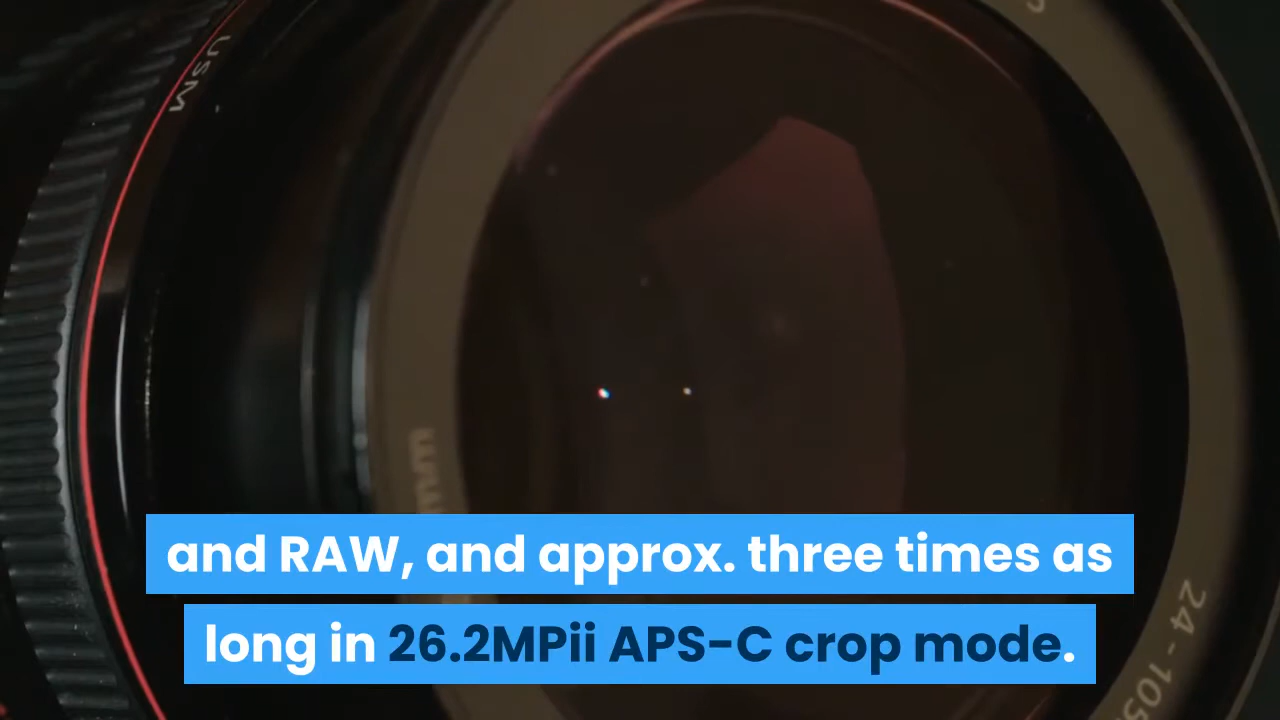 USM
24-105
and RAW, and approx. three times as
long in 26.2MPii APS-C crop mode.